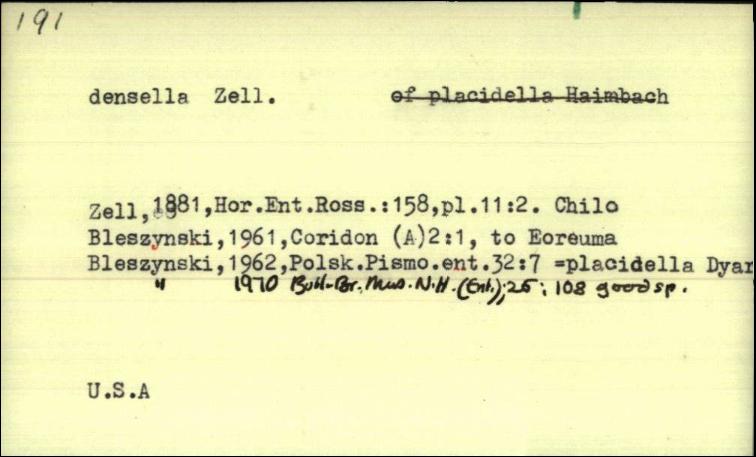 191
densella Zell. of placidella Haimbach
Zell,1881,Hor.Ent.Ross.:158,pl.11:2. Chilo
Bleszynski,1961,Coridon (A)2:1, to Eoreuma
Bleszynski,1962,Polsk.Pismo.ent.32:7 =placidella Dyar
" 1970 Bull. Br. Mus. N.H. (Ent.);25: 108 good sp.
U.S.A